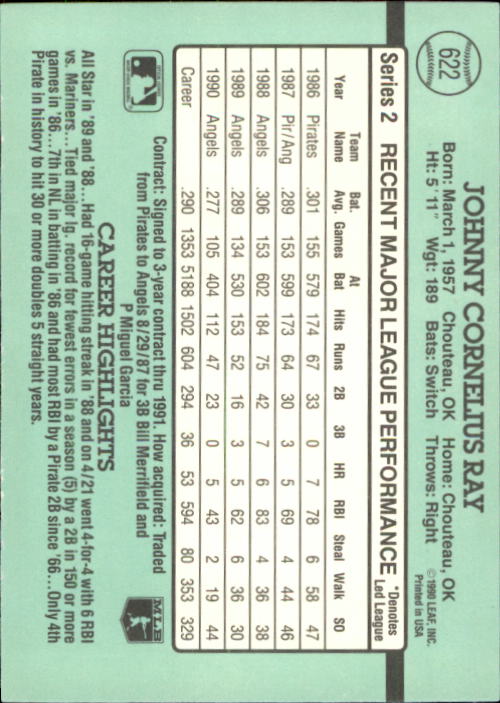 622
JOHNNY CORNELIUS RAY
Born: March 1, 1957 Chouteau, OK Home: Chouteau, OK
Ht: 5' 11" Wgt: 189 Bats: Switch Throws: Right
©1990 LEAF, INC.
Printed in USA
Series 2 RECENT MAJOR LEAGUE PERFORMANCE *Denotes Led League
Year Team Name Bat. Avg. Games At Bat Hits Runs 2B 3B HR RBI Steal Walk SO
1986 Pirates .301 155 579 174 67 33 0 7 78 6 58 47
1987 Pir/Ang .289 153 599 173 64 30 3 5 69 4 44 46
1988 Angels .306 153 602 184 75 42 7 6 83 4 36 38
1989 Angels .289 134 530 153 52 16 3 5 62 6 36 30
1990 Angels .277 105 404 112 47 23 0 5 43 2 19 44
Career .290 1353 5188 1502 604 294 36 53 594 80 353 329
Contract: Signed to 3-year contract thru 1991. How acquired: Traded
from Pirates to Angels 8/29/87 for 3B Bill Merrifield and
P Miguel Garcia
MLB
CAREER HIGHLIGHTS
All Star in '89 and '88....Had 16-game hitting streak in '88 and on 4/21 went 4-for-4 with 6 RBI
vs. Mariners....Tied major lg. record for fewest errors in a season (5) by a 2B in 150 or more
games in '86...7th in NL in batting in '86 and had most RBI by a Pirate 2B since '66...Only 4th
Pirate in history to hit 30 or more doubles 5 straight years.